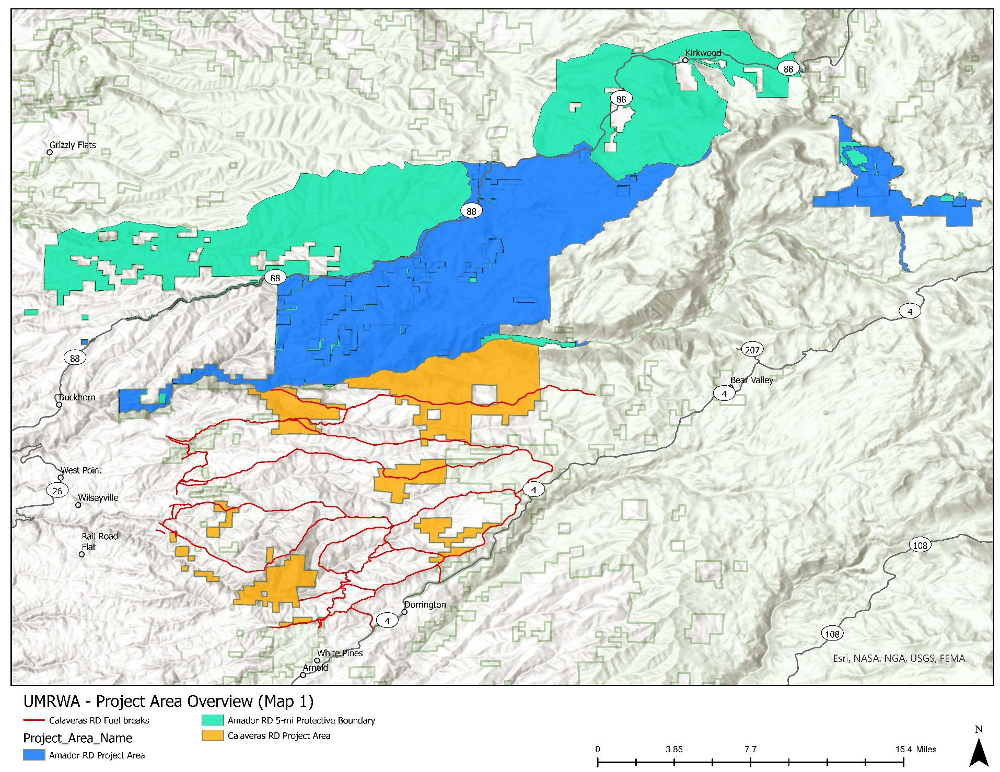 Kirkwood
88
88
Grizzly Flats
88
88
4
207
88
Bear Valley
4
Buckhorn
West Point
26
4
Wilseyville
Rail Road
Flat
108
Dorrington
4
108
White Pines
Arnold
Esri, NASA, NGA, USGS, FEMA
UMRWA - Project Area Overview (Map 1)
Calaveras RD Fuel breaks
Project_Area_Name
Amador RD Project Area
Amador RD 5-mi Protective Boundary
Calaveras RD Project Area
0 3.85 7.7 15.4 Miles
N